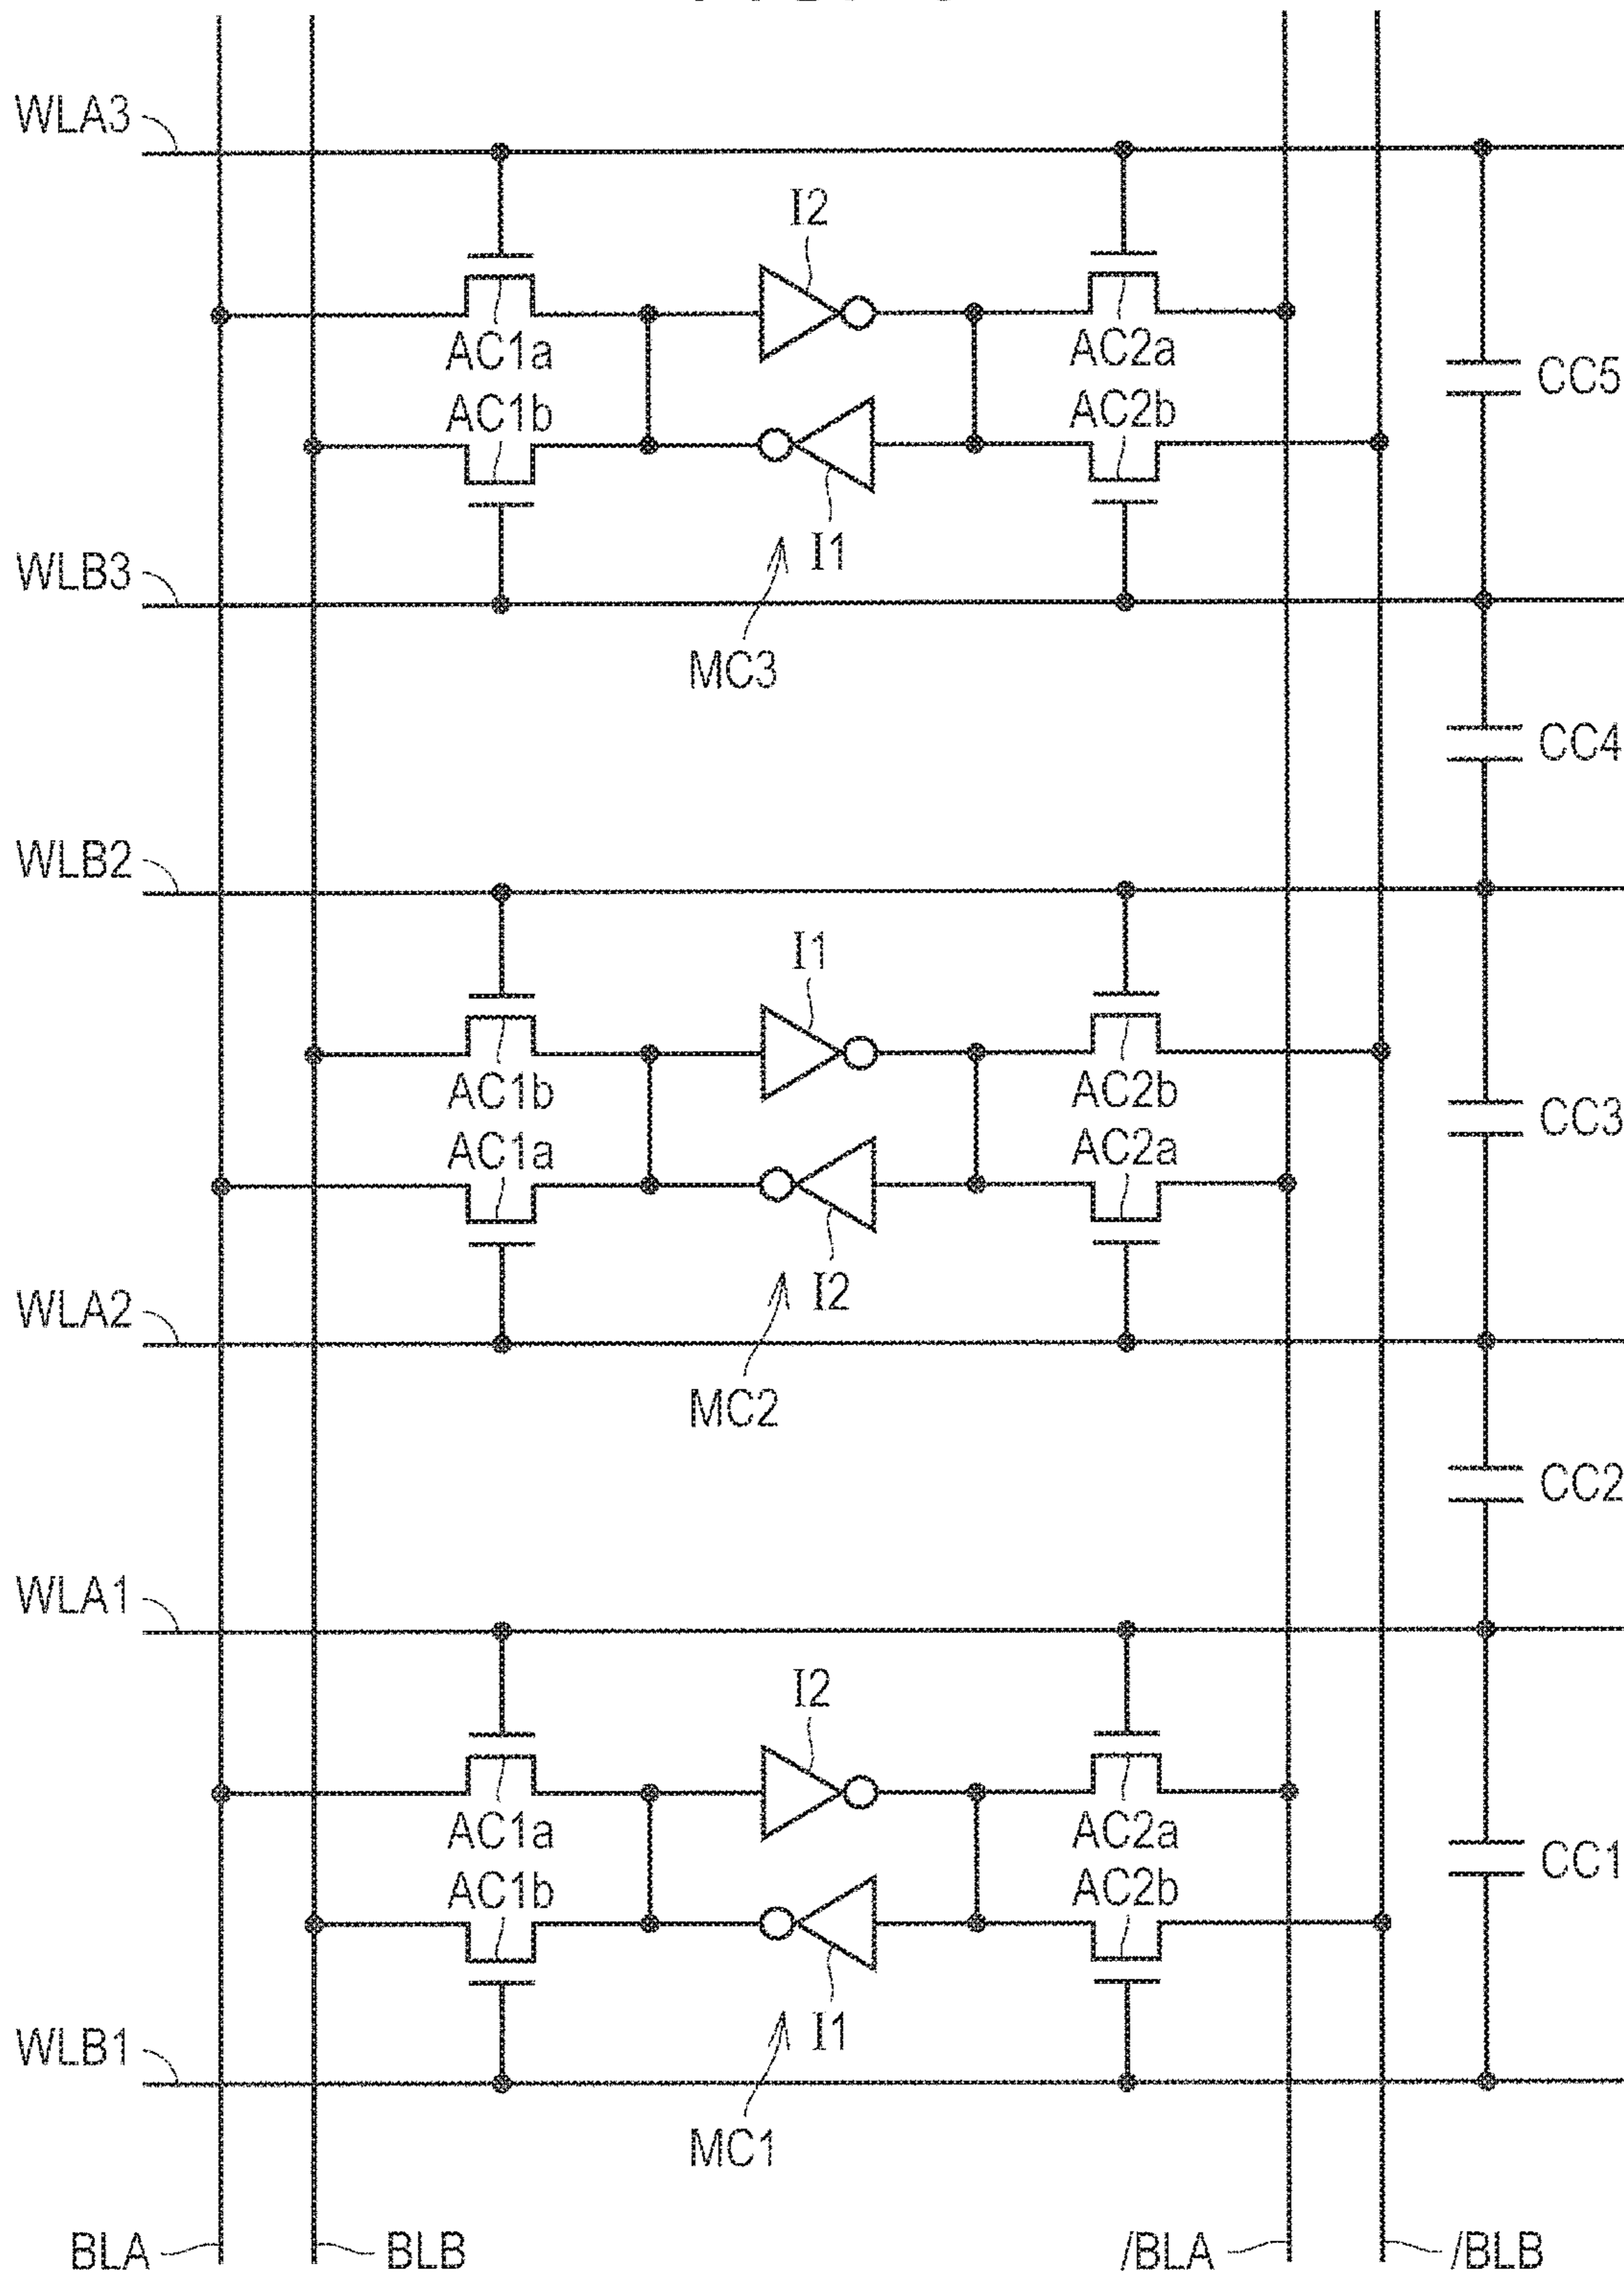 WLA3
I2
AC1a
AC2a
CC5
AC1b
AC2b
I1
WLB3
MC3
CC4
WLB2
I1
AC1b
AC2b
CC3
AC1a
AC2a
I2
WLA2
MC2
CC2
WLA1
I2
AC1a
AC2a
CC1
AC1b
AC2b
I1
WLB1
MC1
BLA
BLB
/BLA
/BLB